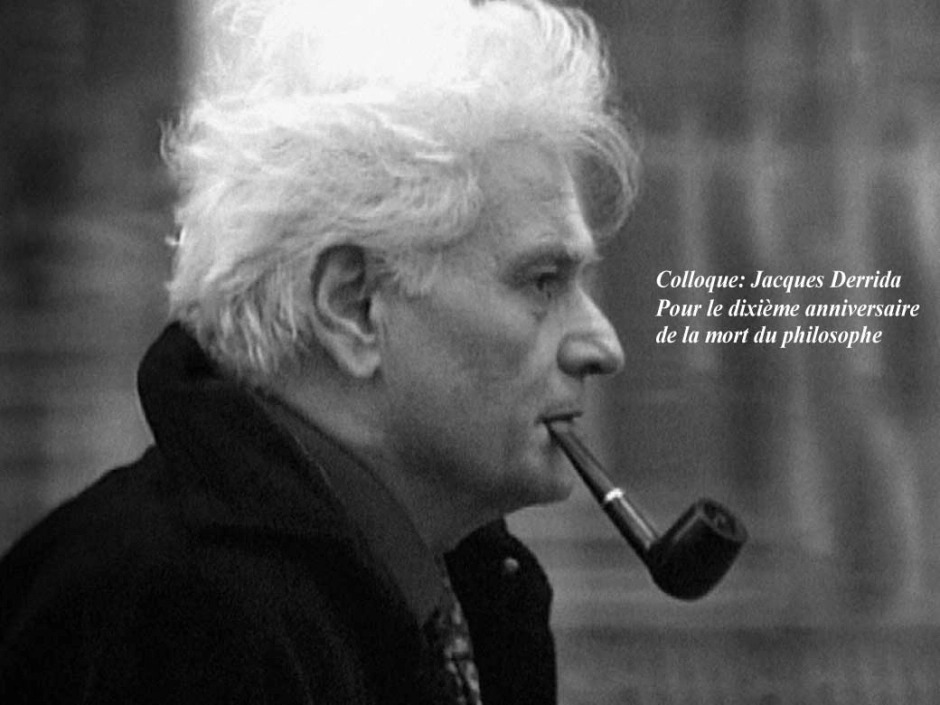 Colloque: Jacques Derrida
Pour le dixième anniversaire
de la mort du philosophe